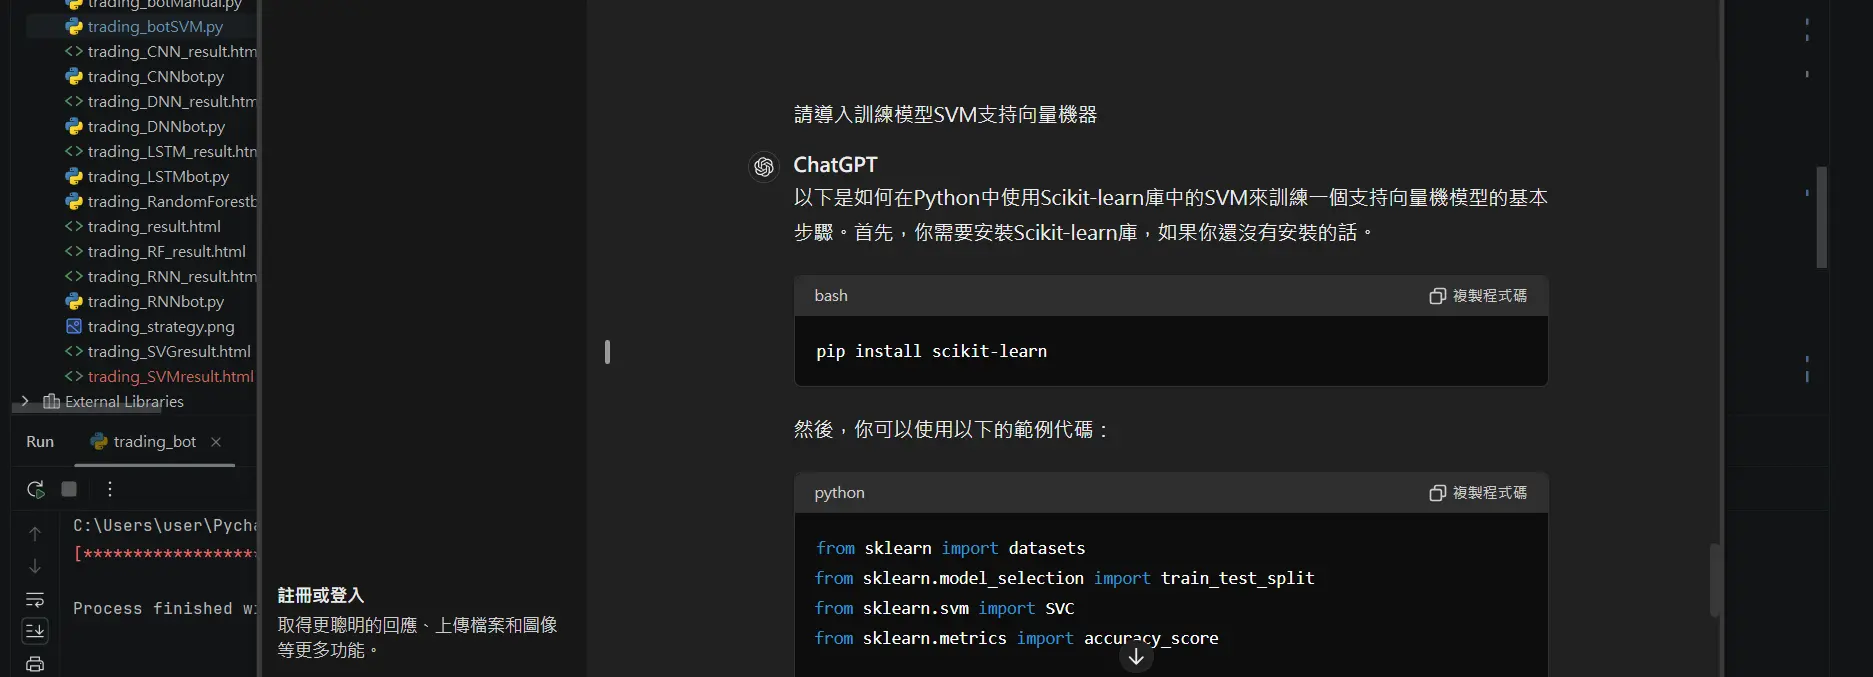 trading_botManual.py
trading_botSVM.py
trading_CNN_result.htm
trading_CNNbot.py
trading_DNN_result.htm
trading_DNNbot.py
trading_LSTM_result.htn
trading_LSTMbot.py
trading_RandomForestb
trading_result.html
trading_RF_result.html
trading_RNN_result.htm
trading_RNNbot.py
trading_strategy.png
trading_SVGresult.html
trading_SVMresult.html
External Libraries
Run trading_bot
C:\Users\user\Pycha
[******************
Process finished wi
註冊或登入
取得更聰明的回應、上傳檔案和圖像
等更多功能。
請導入訓練模型SVM支持向量機器
ChatGPT
以下是如何在Python中使用Scikit-learn庫中的SVM來訓練一個支持向量機模型的基本
步驟。首先，你需要安裝Scikit-learn庫，如果你還沒有安裝的話。
bash 複製程式碼
pip install scikit-learn
然後，你可以使用以下的範例代碼：
python 複製程式碼
from sklearn import datasets
from sklearn.model_selection import train_test_split
from sklearn.svm import SVC
from sklearn.metrics import accuracy_score